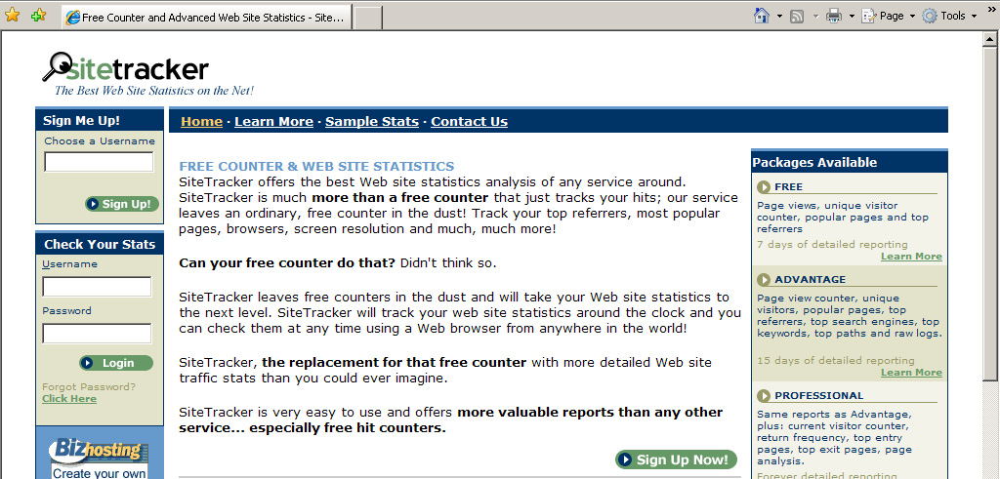 Free Counter and Advanced Web Site Statistics - Site...
Page
Tools
sitetracker
The Best Web Site Statistics on the Net!
Sign Me Up!
Choose a Username
Sign Up!
Check Your Stats
Username
Password
Login
Forgot Password?
Click Here
Bizhosting
Create your own
Home · Learn More · Sample Stats · Contact Us
FREE COUNTER & WEB SITE STATISTICS
SiteTracker offers the best Web site statistics analysis of any service around.
SiteTracker is much more than a free counter that just tracks your hits; our service
leaves an ordinary, free counter in the dust! Track your top referrers, most popular
pages, browsers, screen resolution and much, much more!
Can your free counter do that? Didn't think so.
SiteTracker leaves free counters in the dust and will take your Web site statistics to
the next level. SiteTracker will track your web site statistics around the clock and you
can check them at any time using a Web browser from anywhere in the world!
SiteTracker, the replacement for that free counter with more detailed Web site
traffic stats than you could ever imagine.
SiteTracker is very easy to use and offers more valuable reports than any other
service... especially free hit counters.
Sign Up Now!
Packages Available
FREE
Page views, unique visitor
counter, popular pages and top
referrers
7 days of detailed reporting
Learn More
ADVANTAGE
Page view counter, unique
visitors, popular pages, top
referrers, top search engines, top
keywords, top paths and raw logs.
15 days of detailed reporting
Learn More
PROFESSIONAL
Same reports as Advantage,
plus: current visitor counter,
return frequency, top entry
pages, top exit pages, page
analysis.
Forever detailed reporting